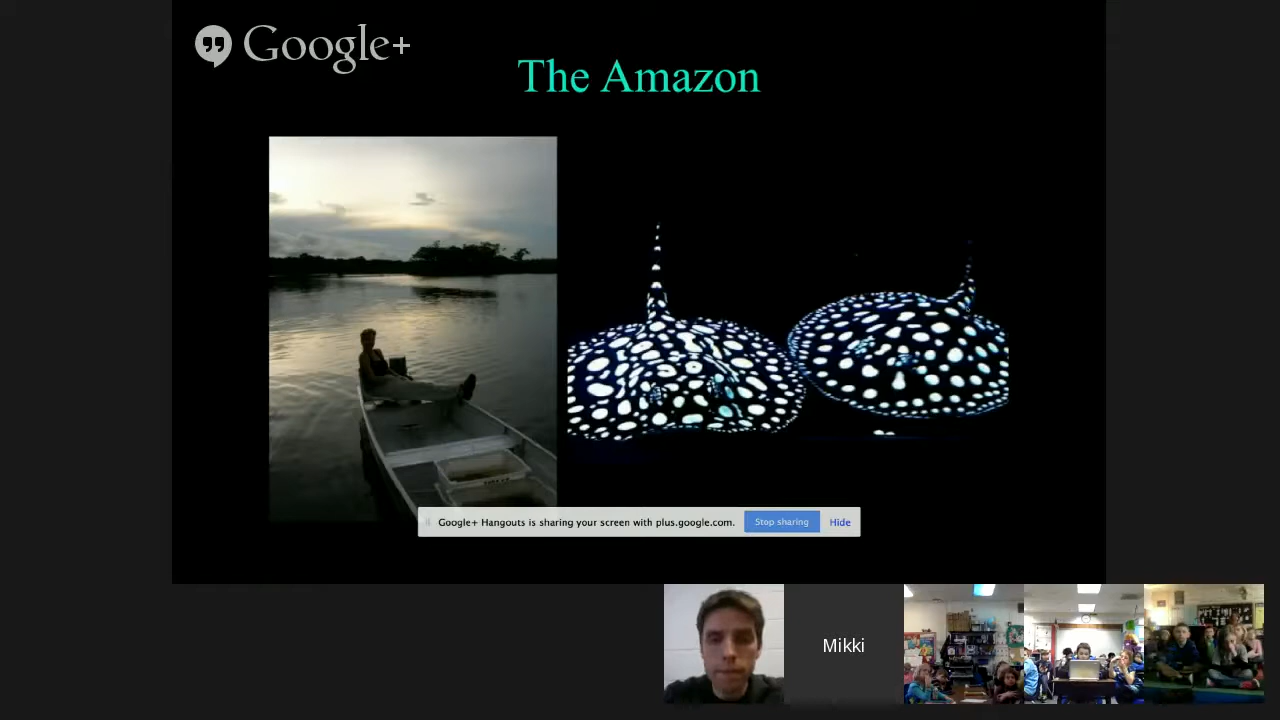 Google+
The Amazon
Google+ Hangouts is sharing your screen with plus.google.com.
Stop sharing
Hide
Mikki